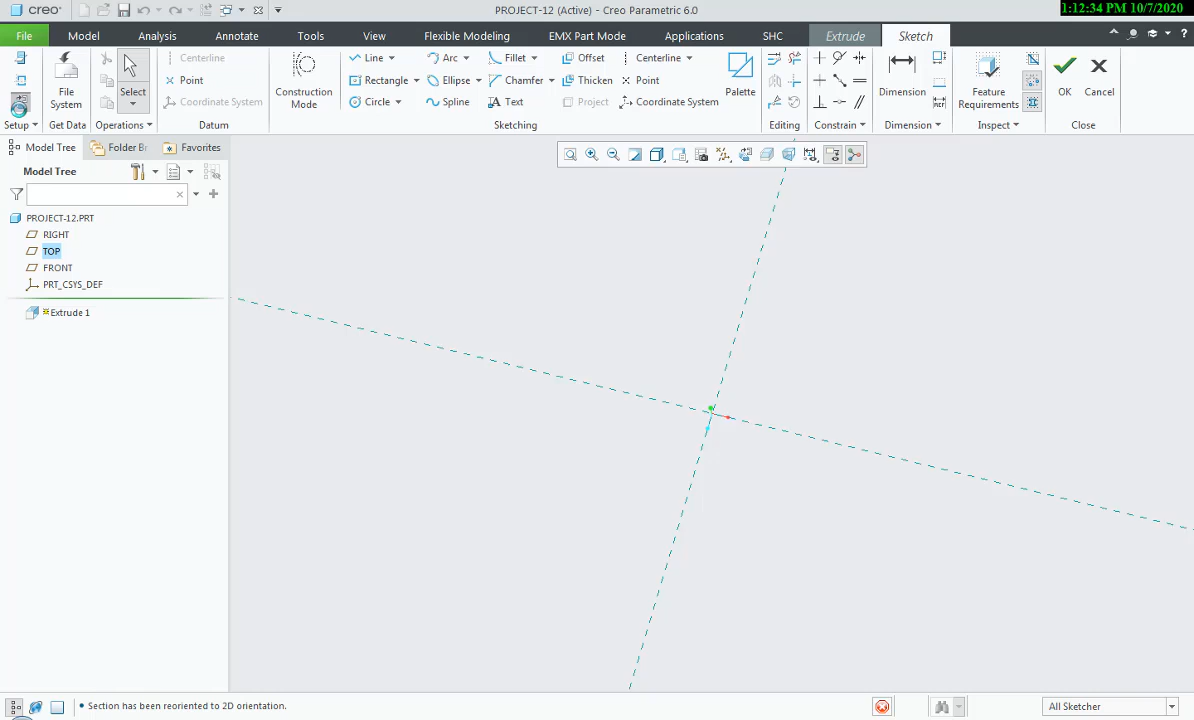 creo
PROJECT-12 (Active) - Creo Parametric 6.0
1:12:34 PM 10/7/2020
File Model Analysis Annotate Tools View Flexible Modeling EMX Part Mode Applications SHC Extrude Sketch
Setup
File System
Get Data
Select
Operations
Centerline
Point
Coordinate System
Datum
Construction Mode
Line Arc Fillet Offset Centerline
Rectangle Ellipse Chamfer Thicken Point
Circle Spline Text Project Coordinate System
Palette
Sketching
Editing
Constrain
Dimension
Dimension
Feature Requirements
Inspect
OK Cancel
Close
Model Tree Folder Br Favorites
Model Tree
PROJECT-12.PRT
RIGHT
TOP
FRONT
PRT_CSYS_DEF
Extrude 1
• Section has been reoriented to 2D orientation.
All Sketcher